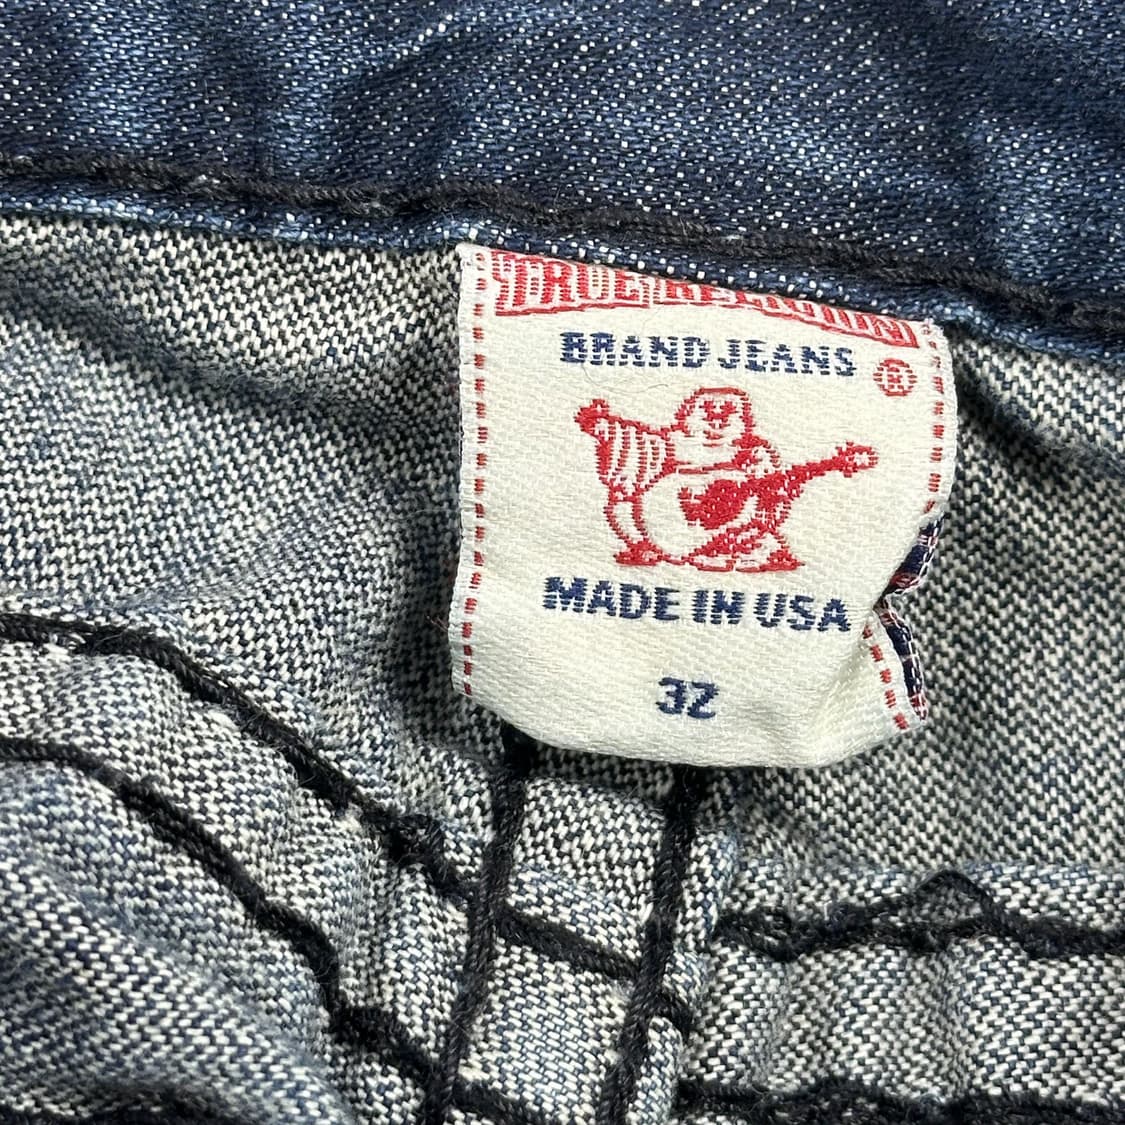 TRUE RELIGION
BRAND JEANS
®
MADE IN USA
32